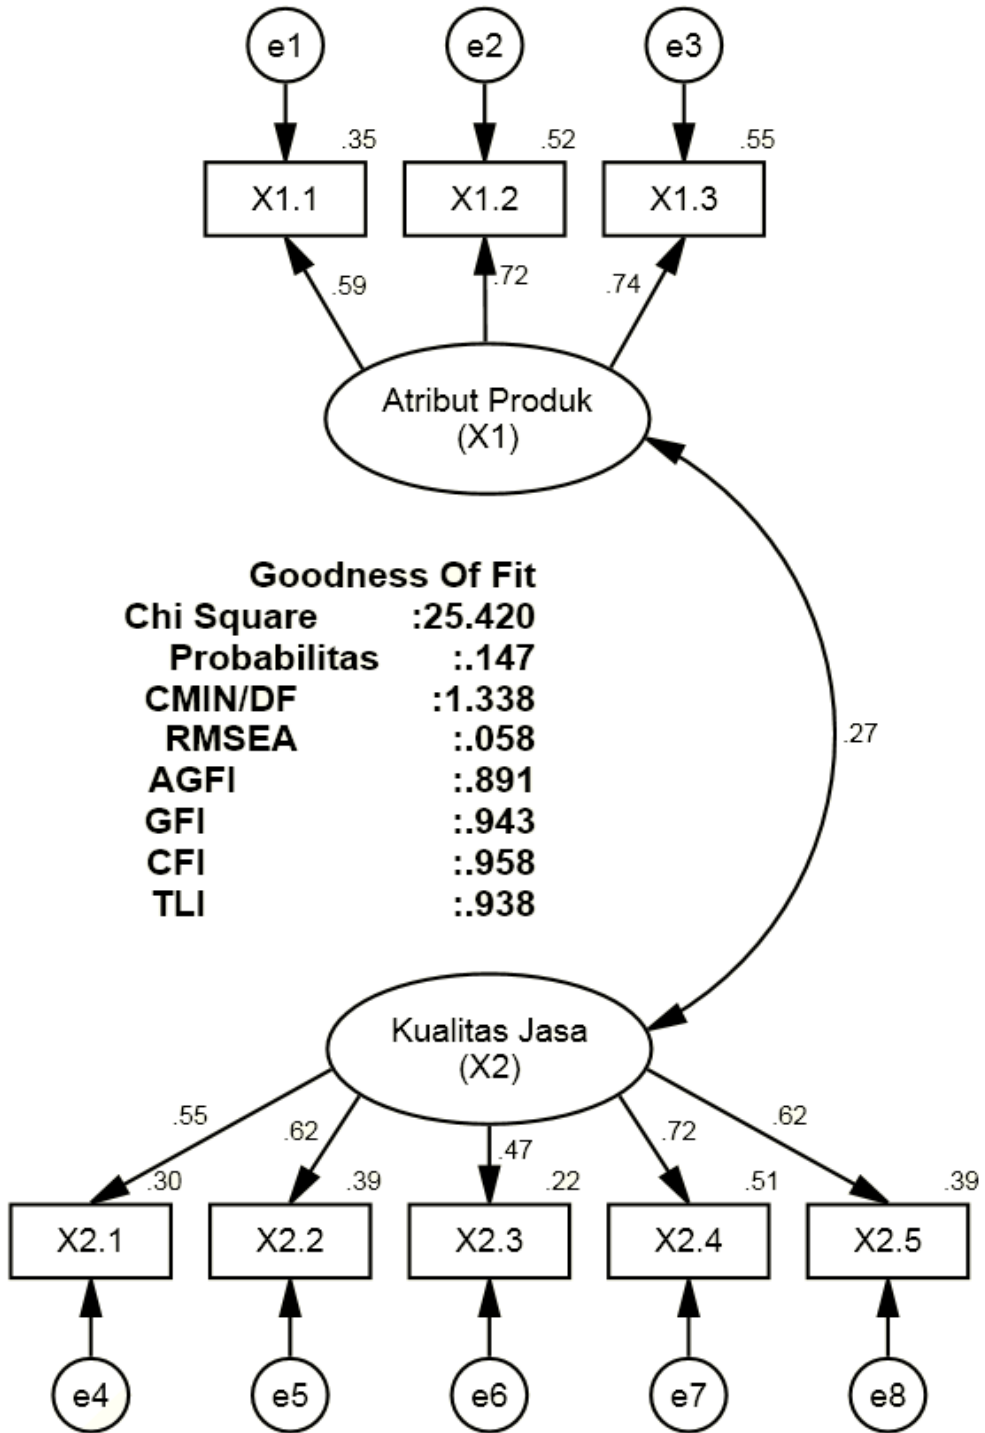 e1 e2 e3
.35 .52 .55
X1.1 X1.2 X1.3
.59 .72 .74
Atribut Produk
(X1)
Goodness Of Fit
Chi Square :25.420
Probabilitas :.147
CMIN/DF :1.338
RMSEA :.058
AGFI :.891
GFI :.943
CFI :.958
TLI :.938
.27
Kualitas Jasa
(X2)
.55 .62 .47 .72 .62
.30 .39 .22 .51 .39
X2.1 X2.2 X2.3 X2.4 X2.5
e4 e5 e6 e7 e8